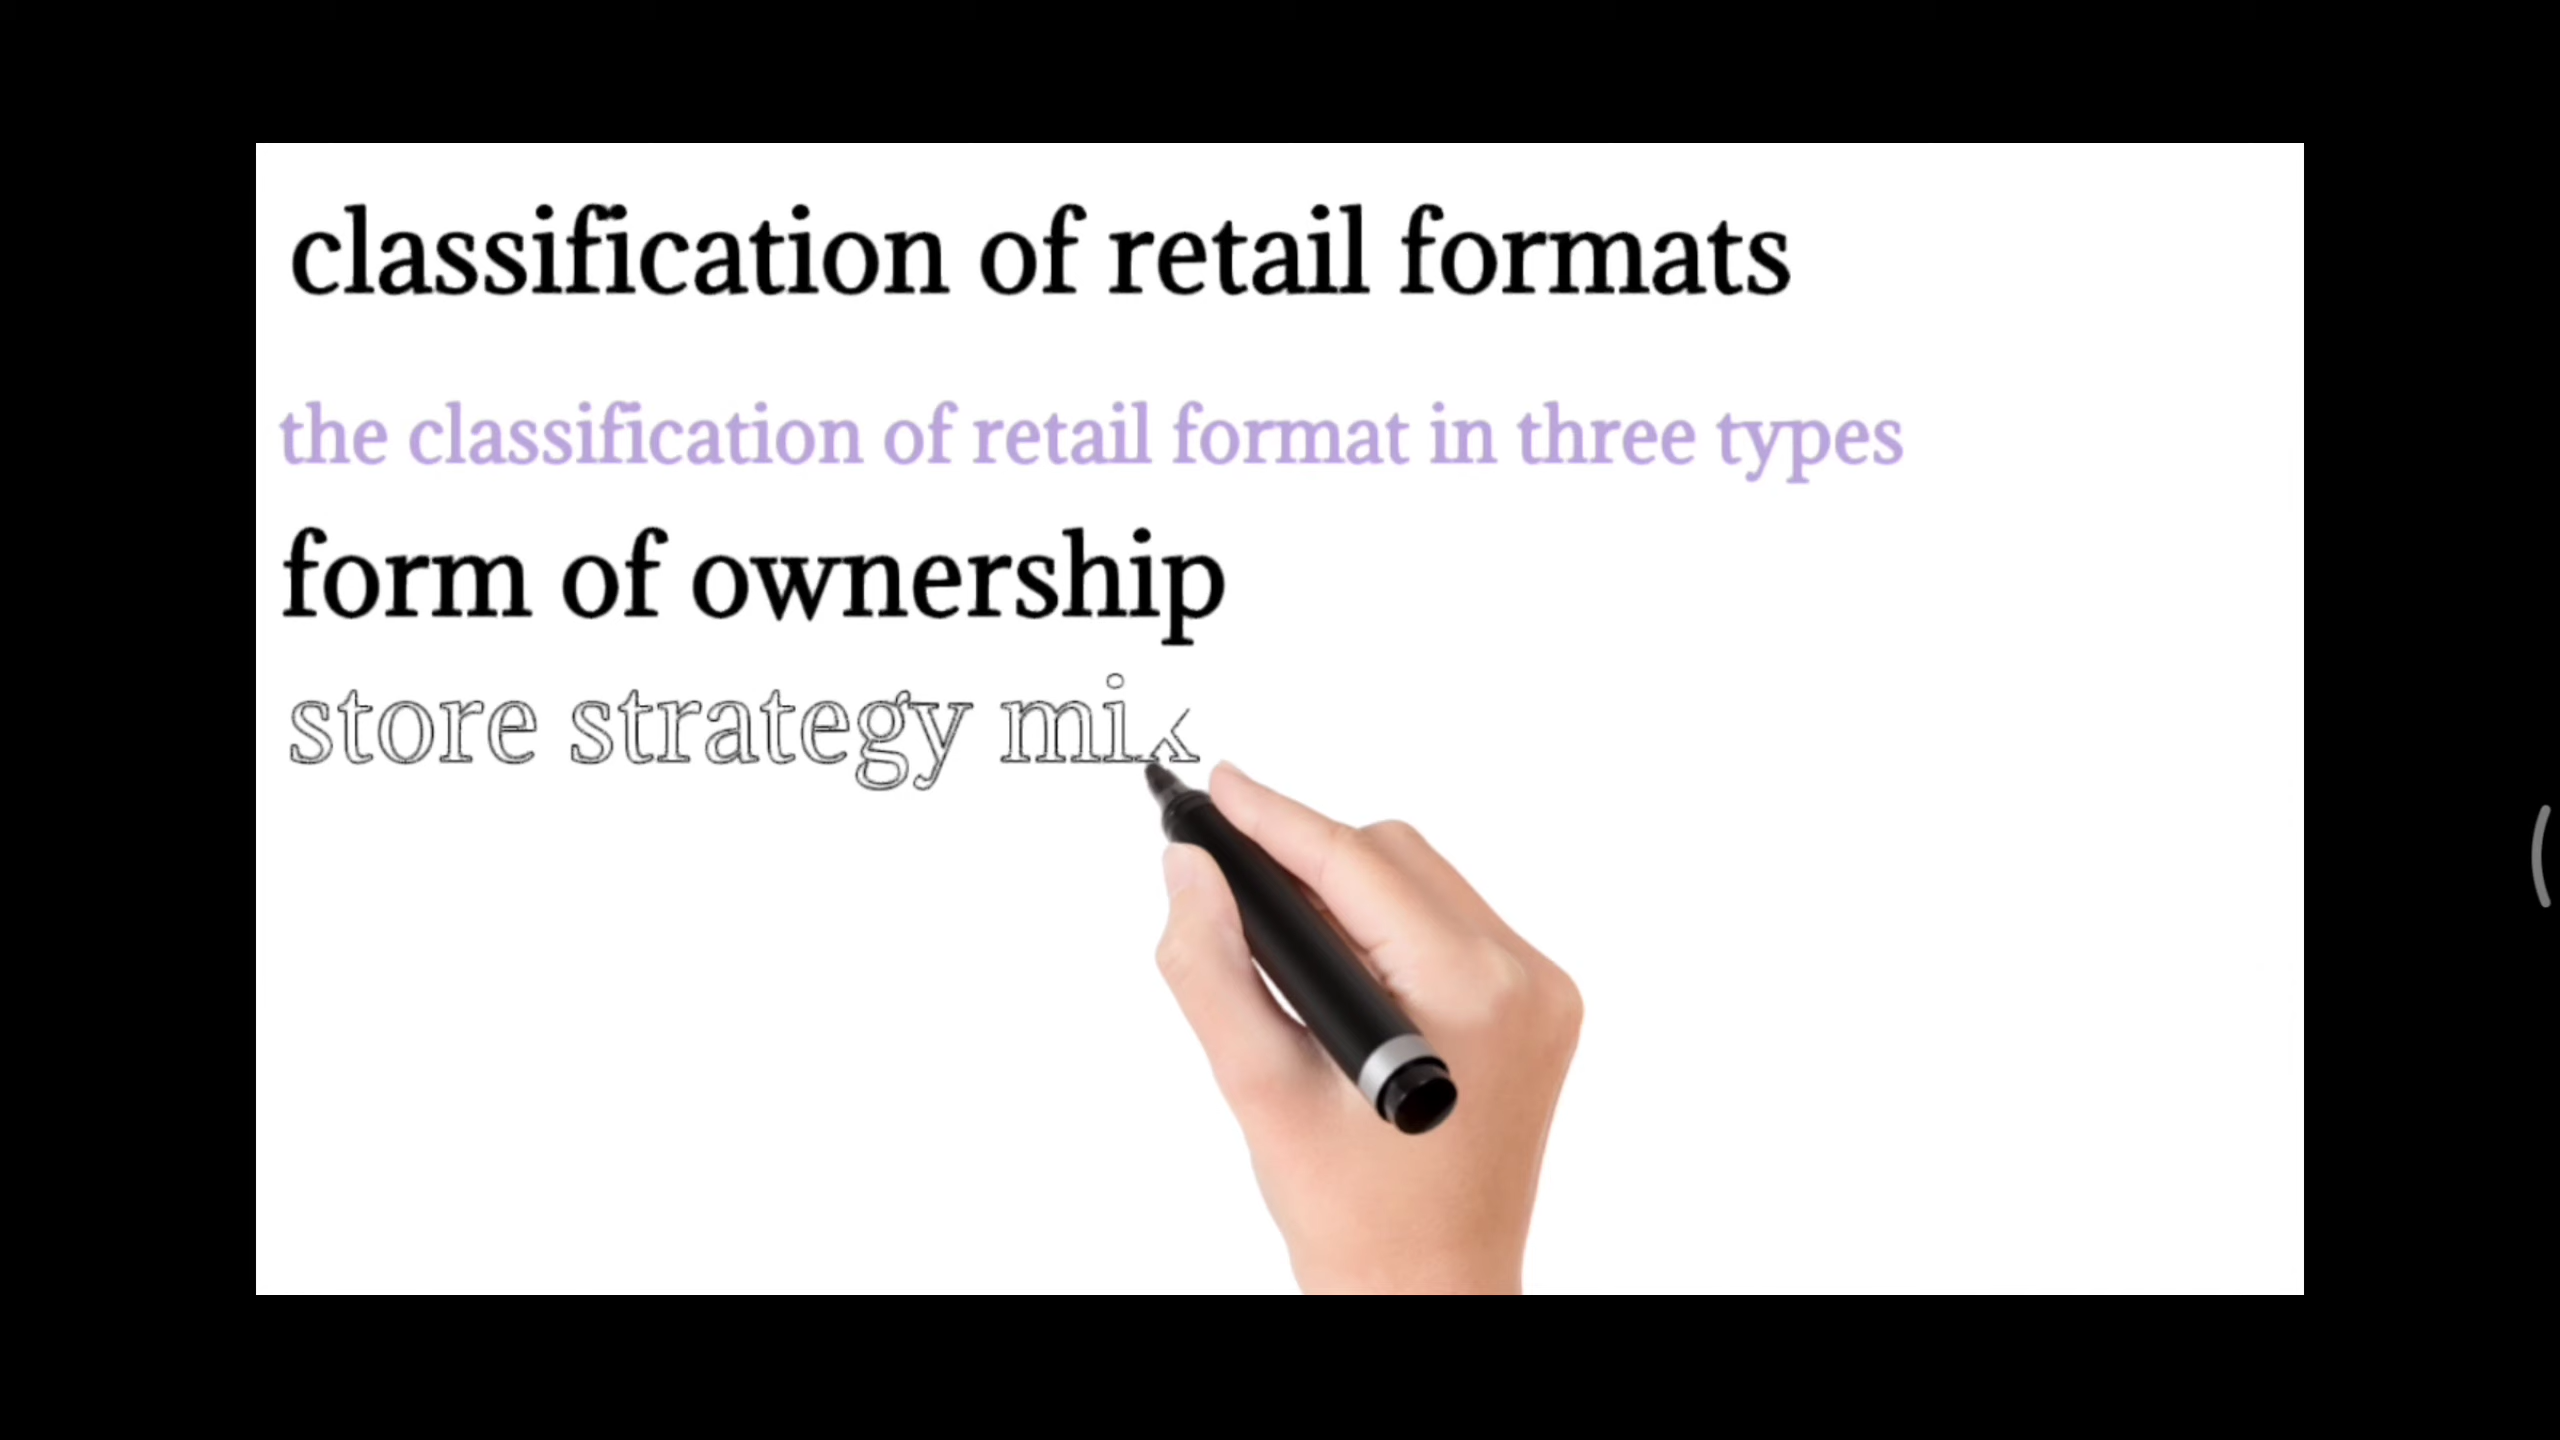 classification of retail formats
the classification of retail format in three types
form of ownership
store strategy mix